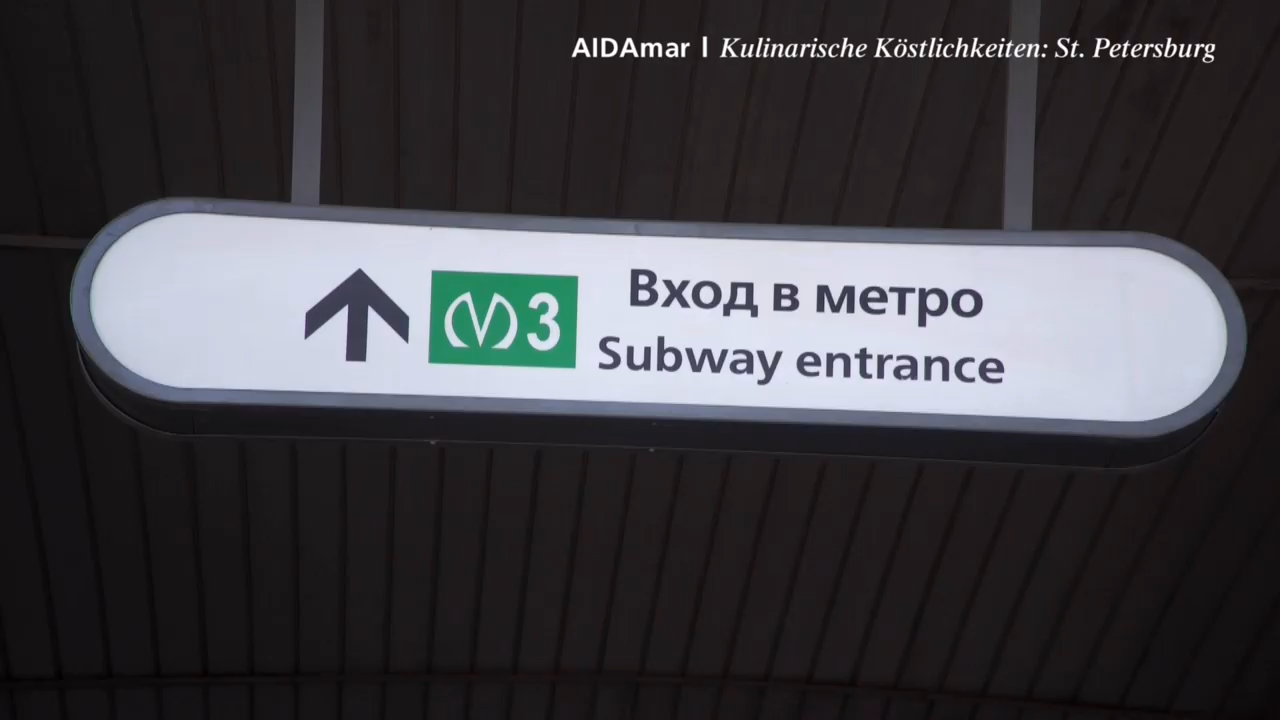 AIDAmar | Kulinarische Köstlichkeiten: St. Petersburg
M 3
Вход в метро
Subway entrance